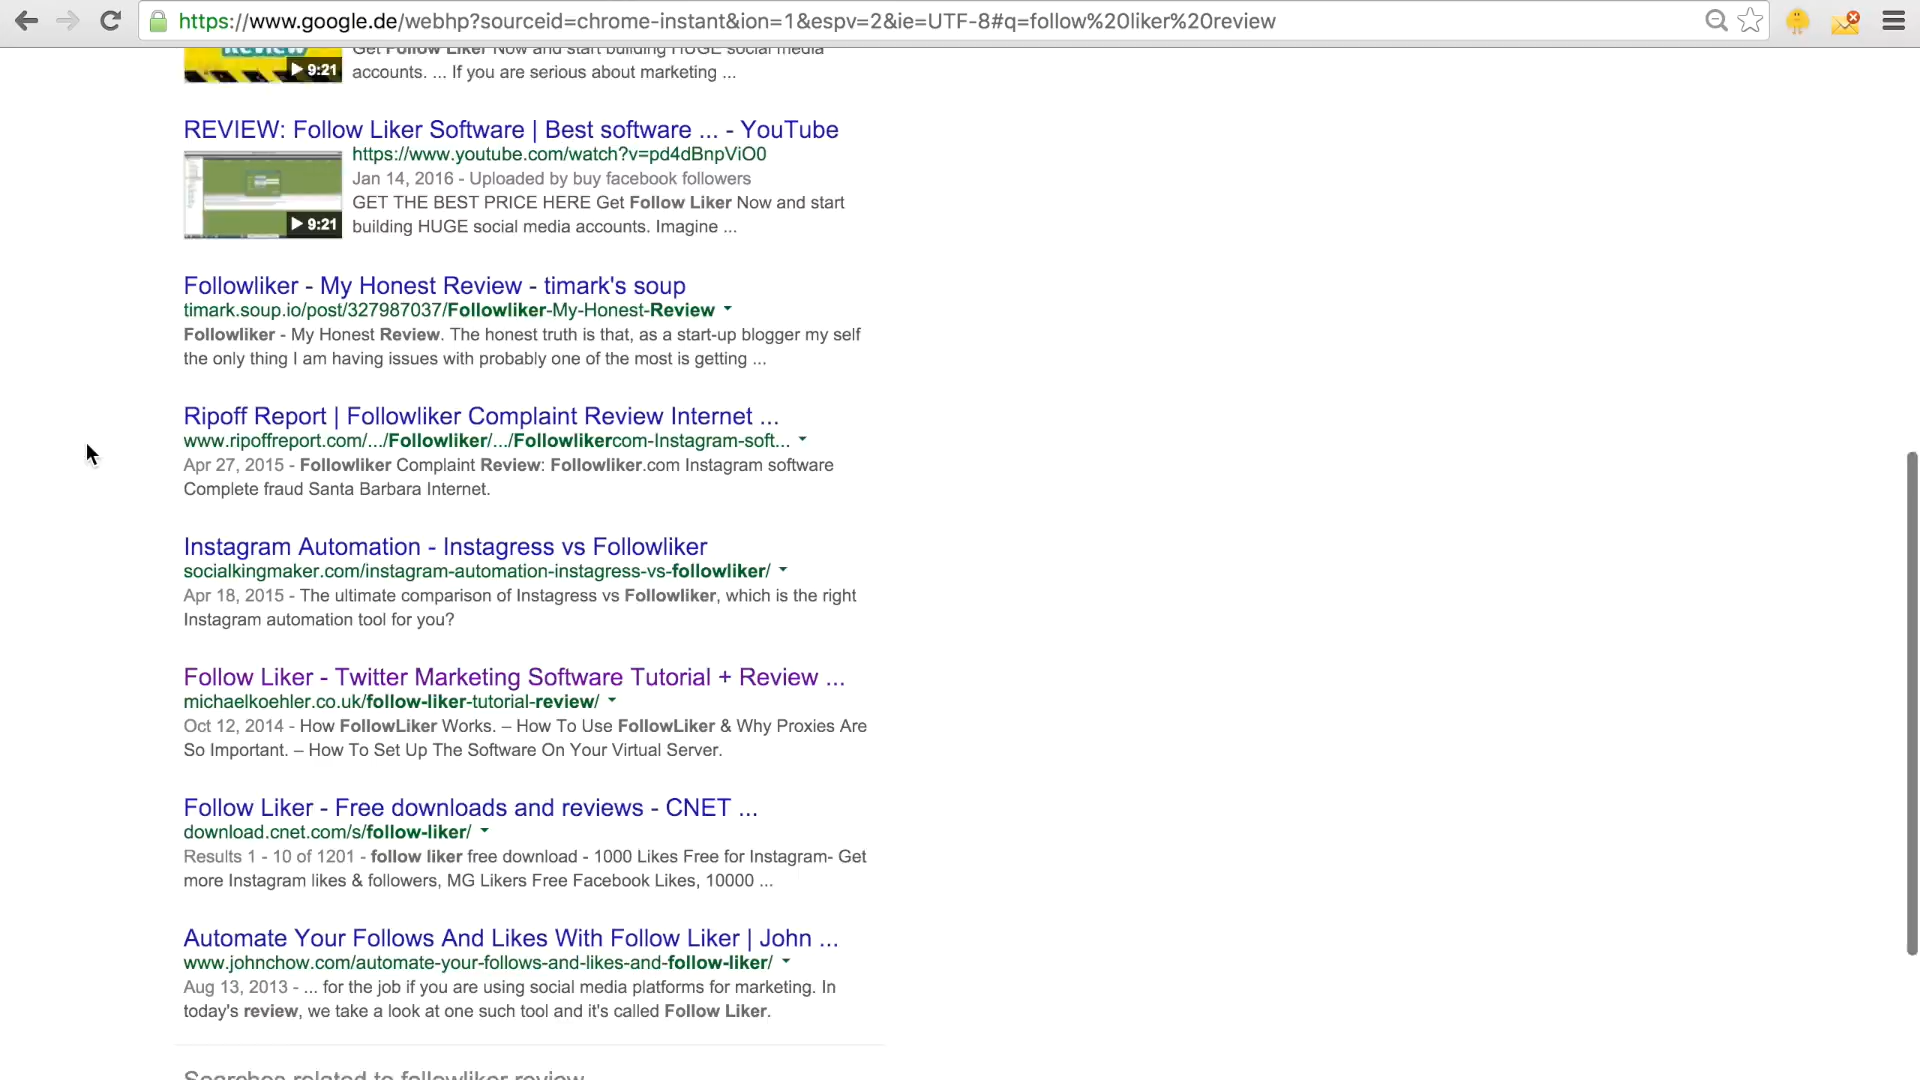 https://www.google.de/webhp?sourceid=chrome-instant&ion=1&espv=2&ie=UTF-8#q=follow%20liker%20review
REVIEW
Get Follow Liker Now and start building HUGE social media
9:21
accounts. ... If you are serious about marketing ...
REVIEW: Follow Liker Software | Best software ... - YouTube
https://www.youtube.com/watch?v=pd4dBnpViO0
Jan 14, 2016 - Uploaded by buy facebook followers
GET THE BEST PRICE HERE Get Follow Liker Now and start
9:21
building HUGE social media accounts. Imagine ...
Followliker - My Honest Review - timark's soup
timark.soup.io/post/327987037/Followliker-My-Honest-Review
Followliker - My Honest Review. The honest truth is that, as a start-up blogger my self
the only thing I am having issues with probably one of the most is getting ...
Ripoff Report | Followliker Complaint Review Internet ...
www.ripoffreport.com/.../Followliker/.../Followlikercom-Instagram-soft...
Apr 27, 2015 - Followliker Complaint Review: Followliker.com Instagram software
Complete fraud Santa Barbara Internet.
Instagram Automation - Instagress vs Followliker
socialkingmaker.com/instagram-automation-instagress-vs-followliker/
Apr 18, 2015 - The ultimate comparison of Instagress vs Followliker, which is the right
Instagram automation tool for you?
Follow Liker - Twitter Marketing Software Tutorial + Review ...
michaelkoehler.co.uk/follow-liker-tutorial-review/
Oct 12, 2014 - How FollowLiker Works. – How To Use FollowLiker & Why Proxies Are
So Important. – How To Set Up The Software On Your Virtual Server.
Follow Liker - Free downloads and reviews - CNET ...
download.cnet.com/s/follow-liker/
Results 1 - 10 of 1201 - follow liker free download - 1000 Likes Free for Instagram- Get
more Instagram likes & followers, MG Likers Free Facebook Likes, 10000 ...
Automate Your Follows And Likes With Follow Liker | John ...
www.johnchow.com/automate-your-follows-and-likes-and-follow-liker/
Aug 13, 2013 - ... for the job if you are using social media platforms for marketing. In
today's review, we take a look at one such tool and it's called Follow Liker.
Searches related to followliker review